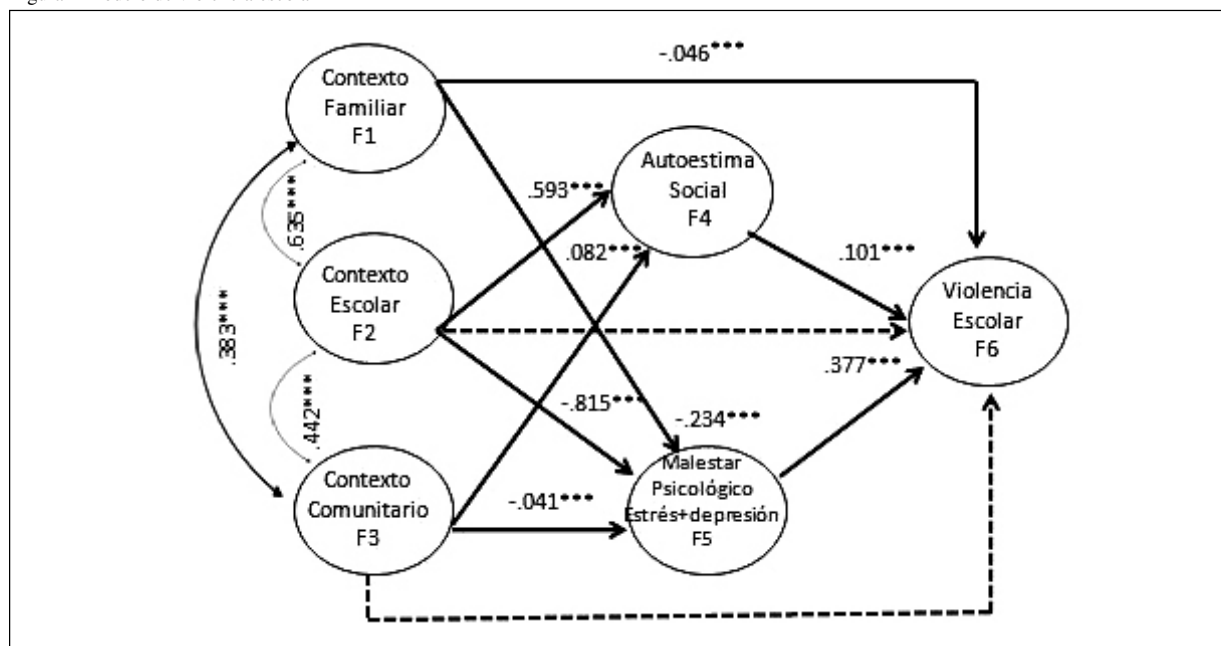 -.046***
Contexto
Familiar
F1
Autoestima
Social
F4
.593***
.635***
.082***
.101***
Contexto
Escolar
F2
Violencia
Escolar
F6
.383***
.377***
.442***
-.815***
-.234***
Contexto
Comunitario
F3
-.041***
Malestar
Psicológico
Estrés+depresión
F5